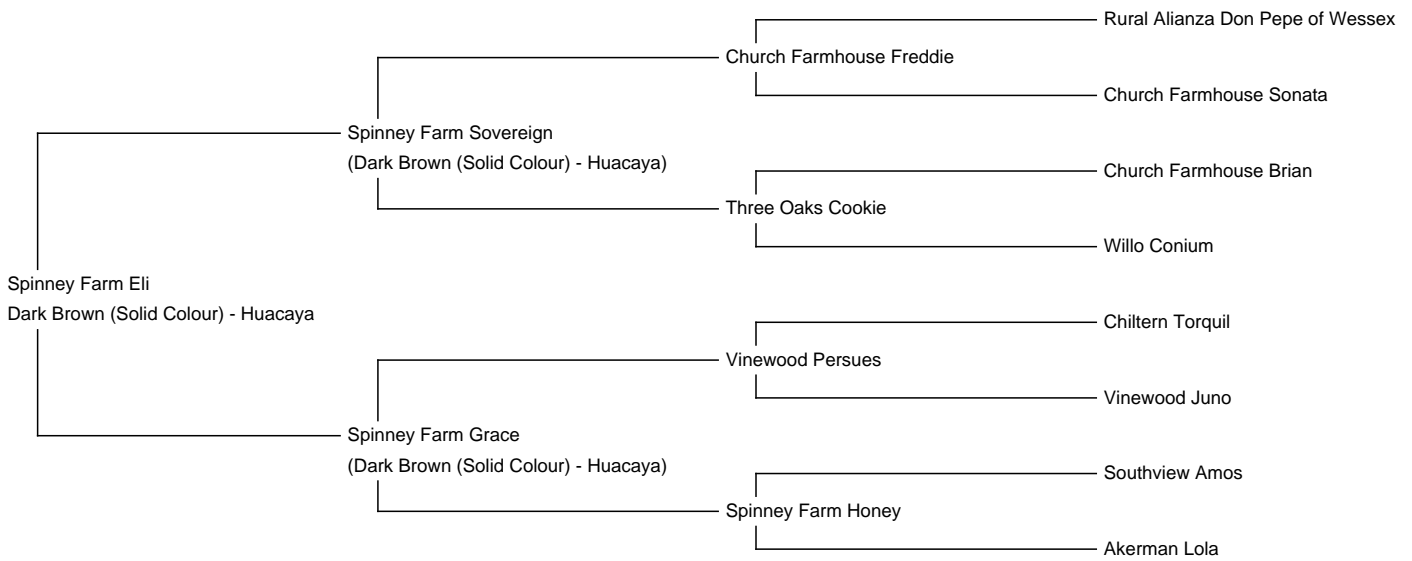 Rural Alianza Don Pepe of Wessex
Church Farmhouse Freddie
Church Farmhouse Sonata
Spinney Farm Sovereign
(Dark Brown (Solid Colour) - Huacaya)
Church Farmhouse Brian
Three Oaks Cookie
Willo Conium
Spinney Farm Eli
Dark Brown (Solid Colour) - Huacaya
Chiltern Torquil
Vinewood Persues
Vinewood Juno
Spinney Farm Grace
(Dark Brown (Solid Colour) - Huacaya)
Southview Amos
Spinney Farm Honey
Akerman Lola